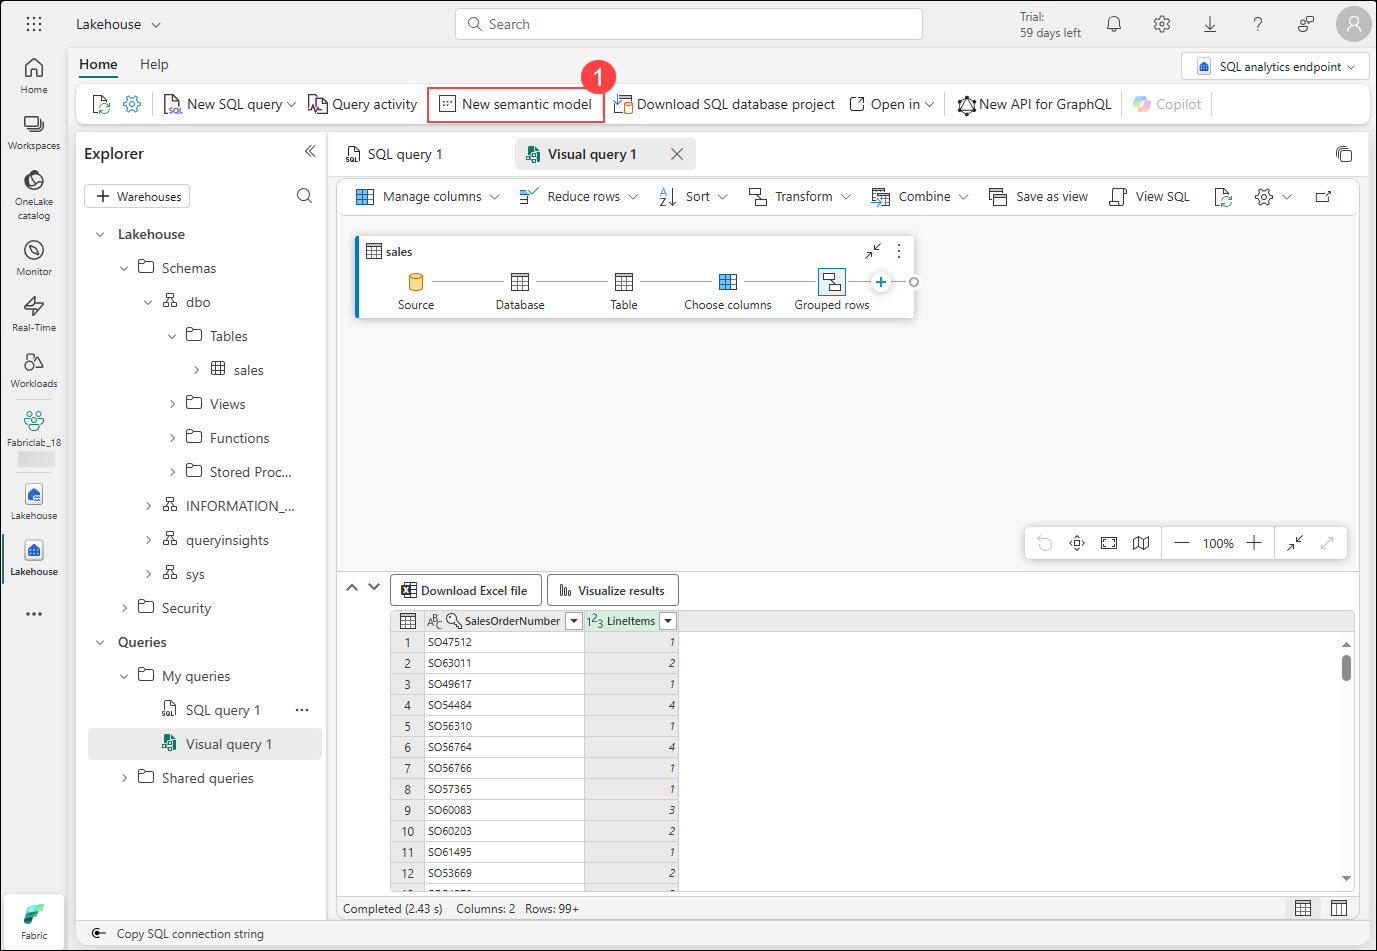 Lakehouse
Search
Trial:
59 days left
Home
Help
SQL analytics endpoint
1
New SQL query
Query activity
New semantic model
Download SQL database project
Open in
New API for GraphQL
Copilot
Home
Workspaces
OneLake
catalog
Monitor
Real-Time
Workloads
Fabriclab_18
Lakehouse
Lakehouse
Fabric
Explorer
Warehouses
Lakehouse
Schemas
dbo
Tables
sales
Views
Functions
Stored Proc...
INFORMATION_...
queryinsights
sys
Security
Queries
My queries
SQL query 1
Visual query 1
Shared queries
SQL query 1
Visual query 1
Manage columns
Reduce rows
Sort
Transform
Combine
Save as view
View SQL
sales
Source
Database
Table
Choose columns
Grouped rows
100%
Download Excel file
Visualize results
SalesOrderNumber LineItems
1 SO47512 1
2 SO63011 2
3 SO49617 1
4 SO54484 4
5 SO56310 1
6 SO56764 4
7 SO56766 1
8 SO57365 1
9 SO60083 3
10 SO60203 2
11 SO61495 1
12 SO53669 2
Completed (2.43 s) Columns: 2 Rows: 99+
Copy SQL connection string